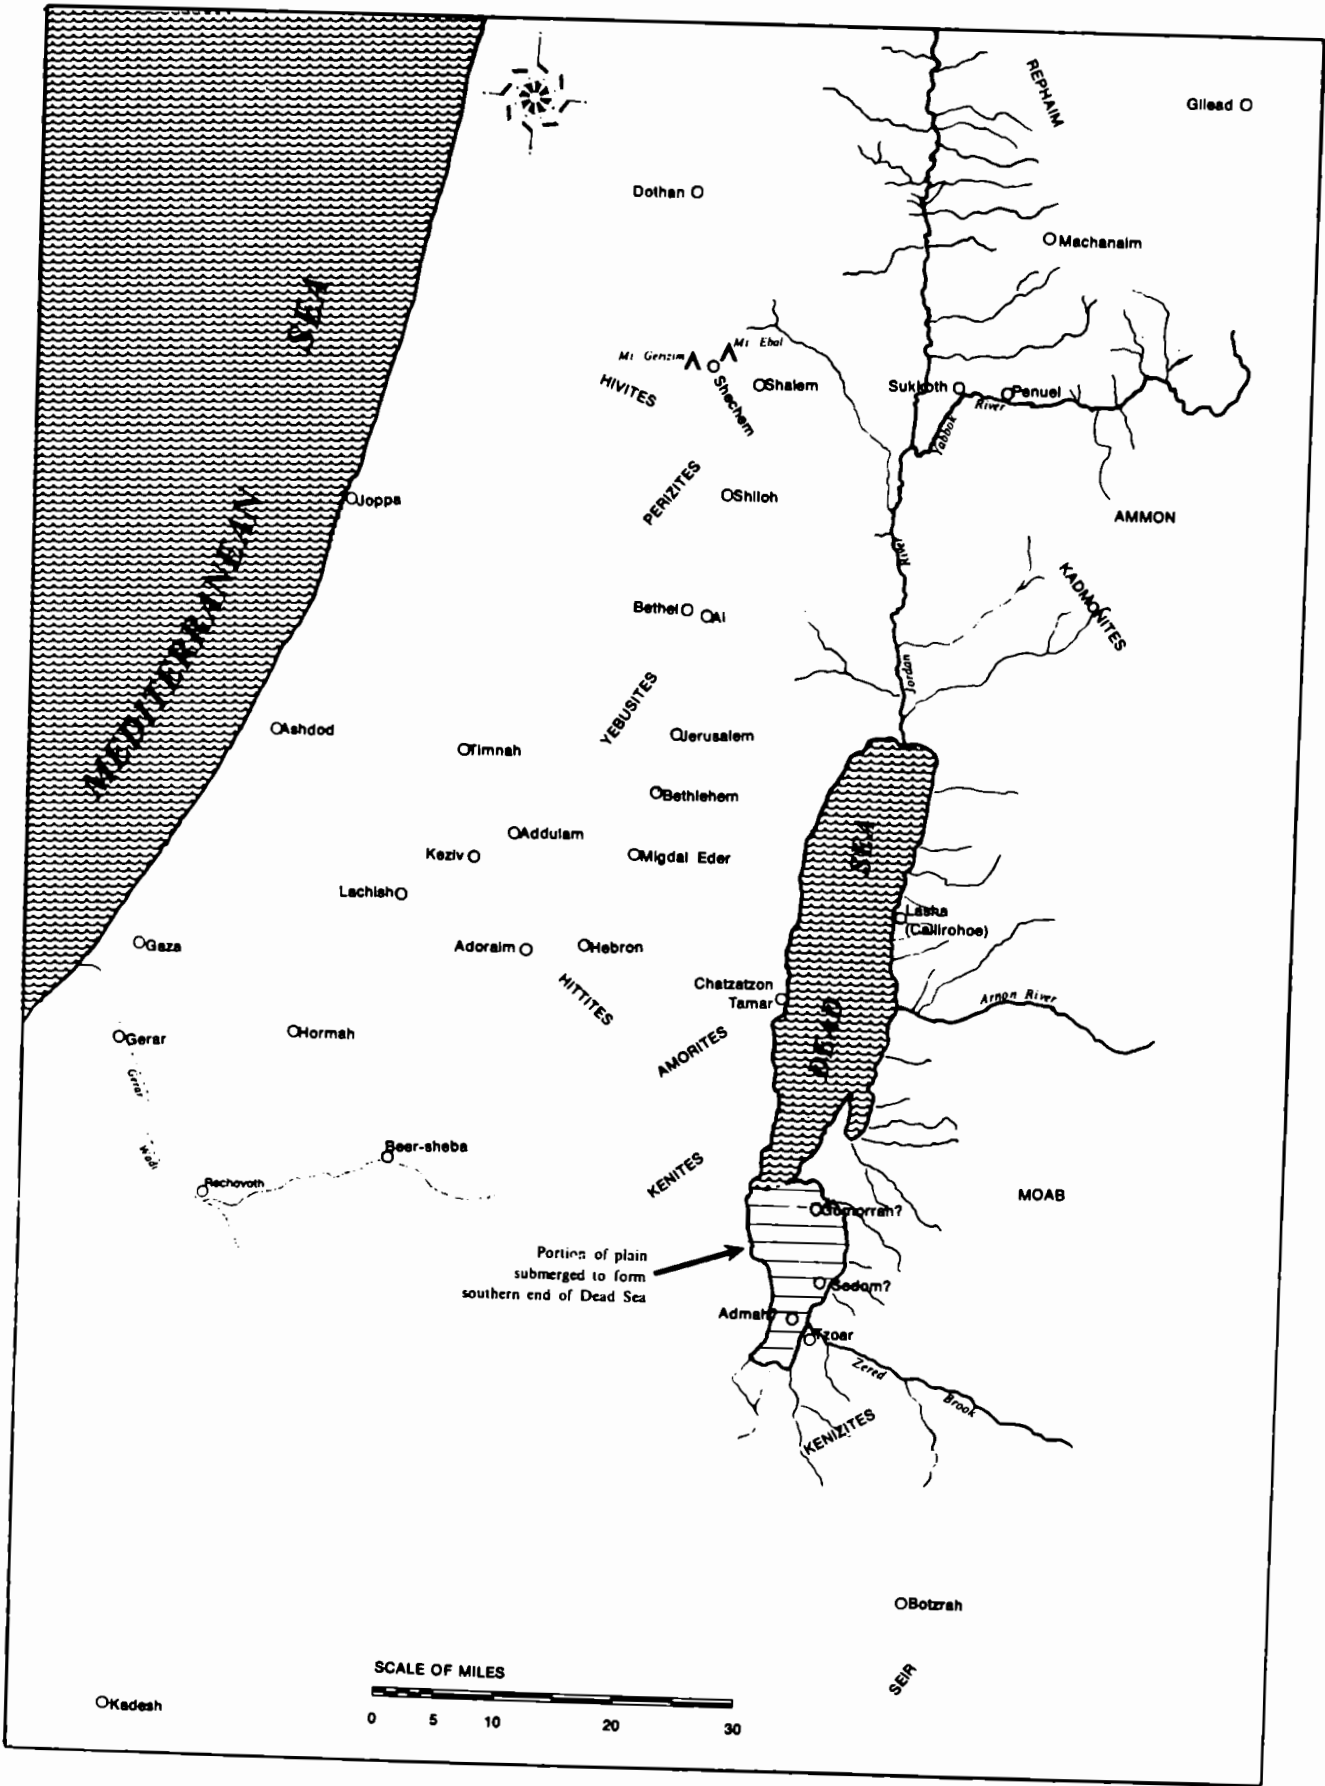 REPHAIM
Gilead
Dothan
Machanaim
SEA
Mt Ebal
Mt Gerizim
HIVITES
Shechem
Shalem
Sukkoth
Penuel
River
Yabbok
PERIZITES
Shiloh
Joppa
AMMON
MEDITERRANEAN
River
KADMONITES
Bethel
Ai
Jordan
YEBUSITES
Ashdod
Timnah
Jerusalem
Bethlehem
Addulam
Keziv
Migdal Eder
SEA
Lachish
Lasha
(Callirohoe)
Gaza
Adoraim
Hebron
HITTITES
Chatzatzon
Tamar
Arnon River
DEAD
Gerar
Hormah
AMORITES
Gerar
Wadi
Beer-sheba
Rechovoth
KENITES
MOAB
Gomorrah?
Portion of plain
submerged to form
southern end of Dead Sea
Sodom?
Admah?
Tzoar
Zered
Brook
KENIZITES
Botzrah
SEIR
SCALE OF MILES
0 5 10 20 30
Kadesh